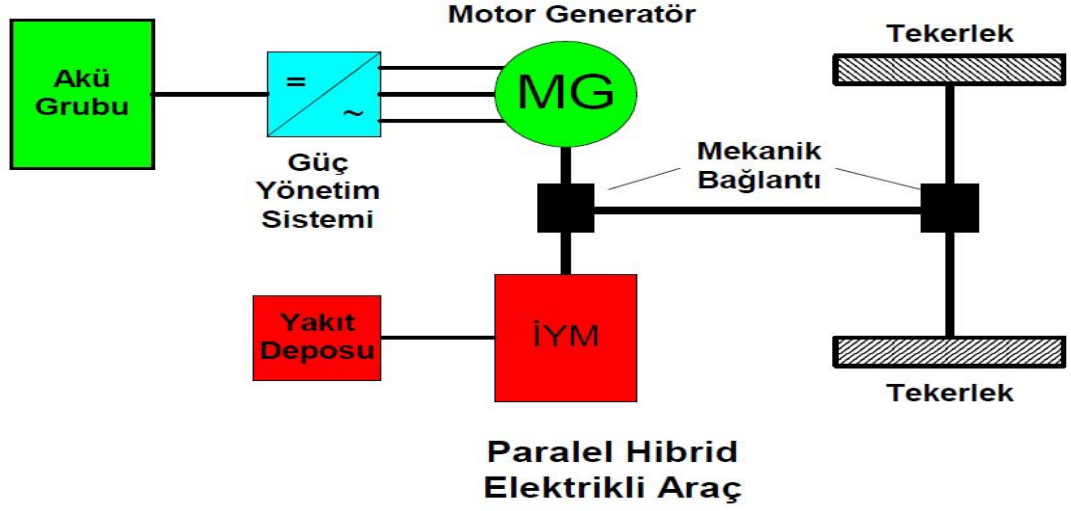 Motor Generatör
Akü
Grubu
=
~
MG
Güç
Yönetim
Sistemi
Mekanik
Bağlantı
Tekerlek
Yakıt
Deposu
İYM
Tekerlek
Paralel Hibrid
Elektrikli Araç